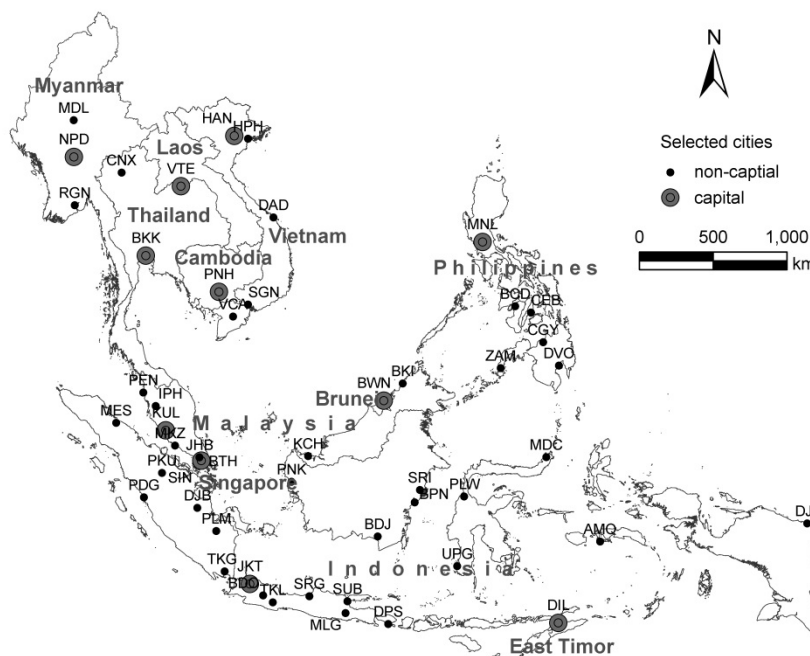 N
Myanmar
MDL
HAN
HPH
NPD
Laos
CNX
VTE
Selected cities
non-captial
capital
RGN
Thailand
DAD
Vietnam
BKK
Cambodia
PNH
SGN
VCA
MNL
Philippines
0 500 1,000
km
BCD
CEB
CGY
ZAM
DVO
PEN
IPH
BKI
BWN
Brunei
MES
KUL
Malaysia
MKZ
JHB
BTH
KCH
MDC
PKU
SIN
Singapore
PNK
SRI
PLW
PDG
BPN
DJB
PLM
BDJ
AMQ
DJ
TKG
JKT
Indonesia
UPG
BDO
TKL
SRG
SUB
MLG
DPS
DIL
East Timor